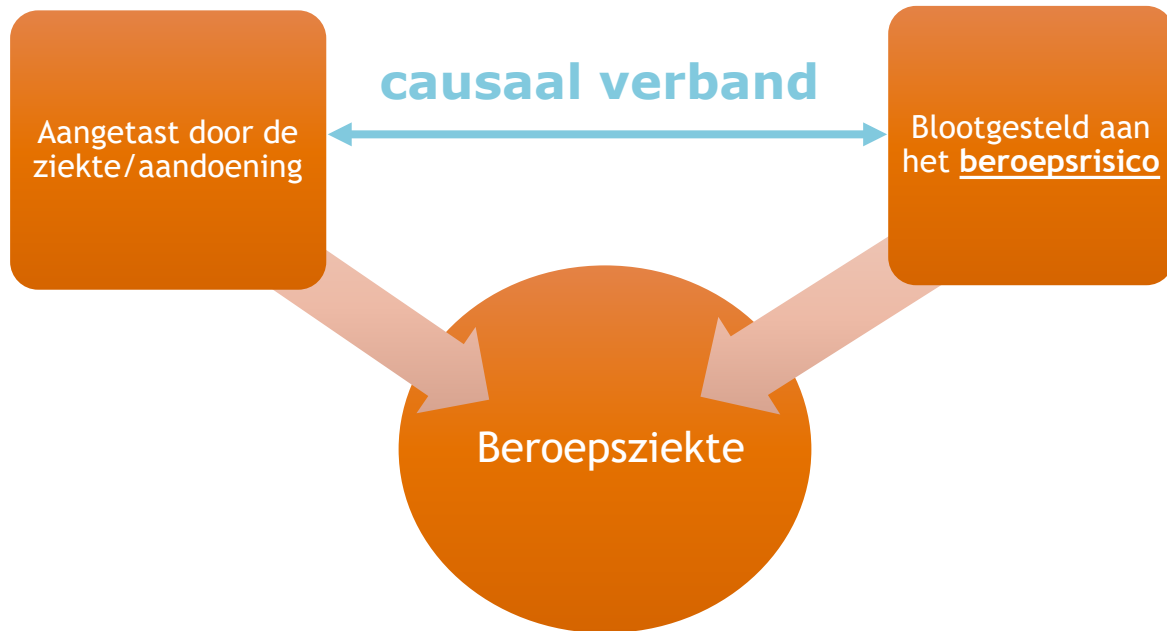 causaal verband
Aangetast door de
ziekte/aandoening
Blootgesteld aan
het beroepsrisico
Beroepsziekte